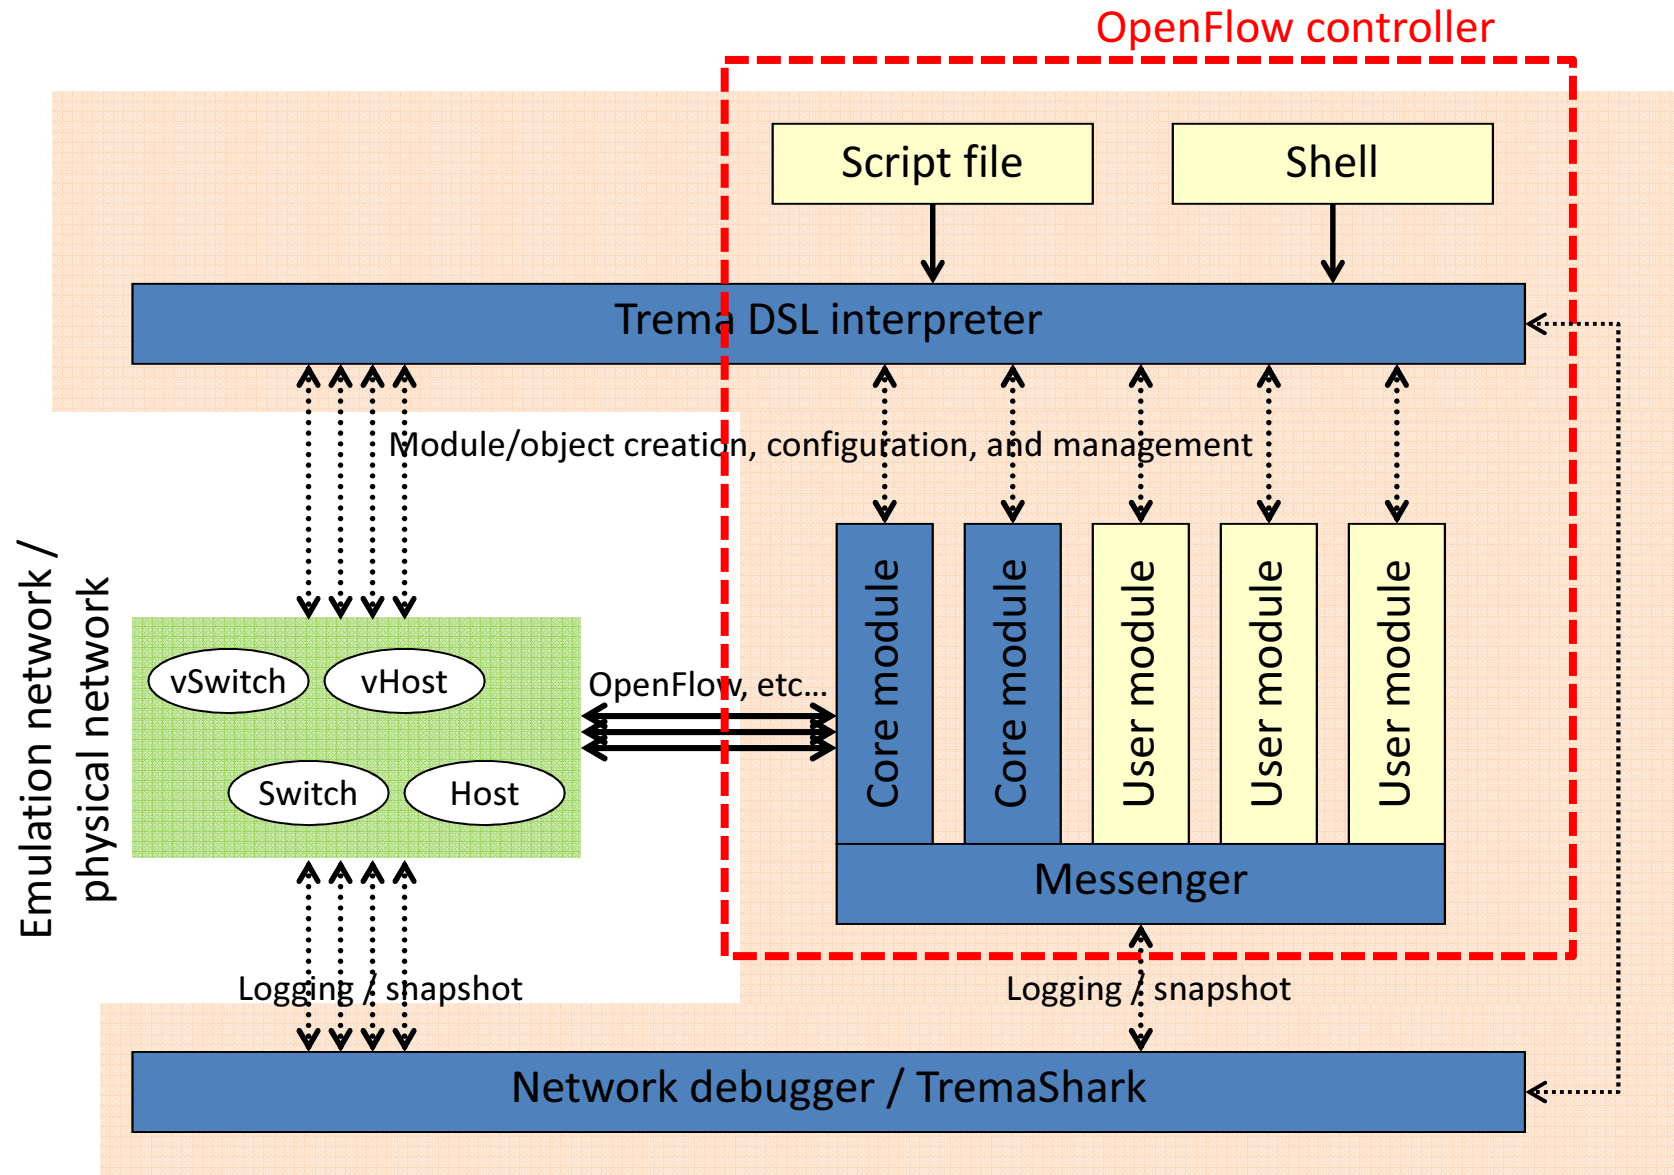 OpenFlow controller
Script file
Shell
Trema DSL interpreter
Module/object creation, configuration, and management
Emulation network /
physical network
vSwitch
vHost
Switch
Host
OpenFlow, etc...
Core module
Core module
User module
User module
User module
Messenger
Logging / snapshot
Logging / snapshot
Network debugger / TremaShark